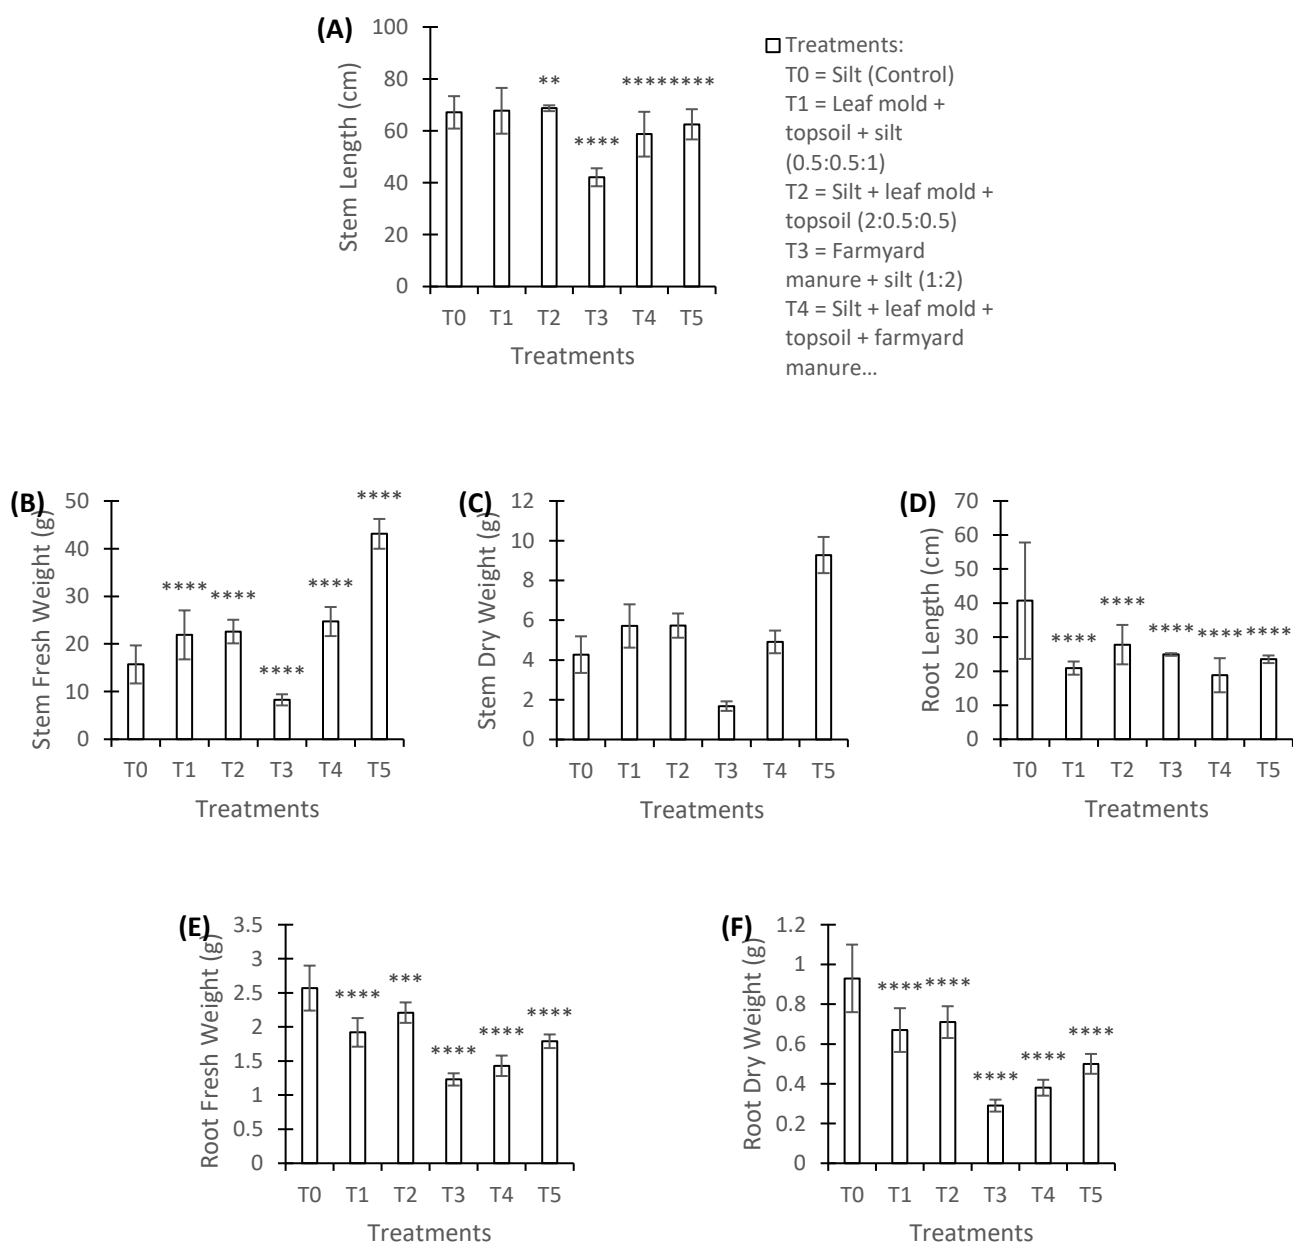 (A)
Stem Length (cm)
100
80
60
40
20
0
**
****
********
T0 T1 T2 T3 T4 T5
Treatments
Treatments:
T0 = Silt (Control)
T1 = Leaf mold +
topsoil + silt
(0.5:0.5:1)
T2 = Silt + leaf mold +
topsoil (2:0.5:0.5)
T3 = Farmyard
manure + silt (1:2)
T4 = Silt + leaf mold +
topsoil + farmyard
manure...
(B)
Stem Fresh Weight (g)
50
40
30
20
10
0
**** **** **** **** ****
T0 T1 T2 T3 T4 T5
Treatments
(C)
Stem Dry Weight (g)
12
10
8
6
4
2
0
T0 T1 T2 T3 T4 T5
Treatments
(D)
Root Length (cm)
70
60
50
40
30
20
10
0
**** **** **** **** ****
T0 T1 T2 T3 T4 T5
Treatments
(E)
Root Fresh Weight (g)
3.5
3
2.5
2
1.5
1
0.5
0
**** *** **** **** ****
T0 T1 T2 T3 T4 T5
Treatments
(F)
Root Dry Weight (g)
1.2
1
0.8
0.6
0.4
0.2
0
**** **** **** **** ****
T0 T1 T2 T3 T4 T5
Treatments